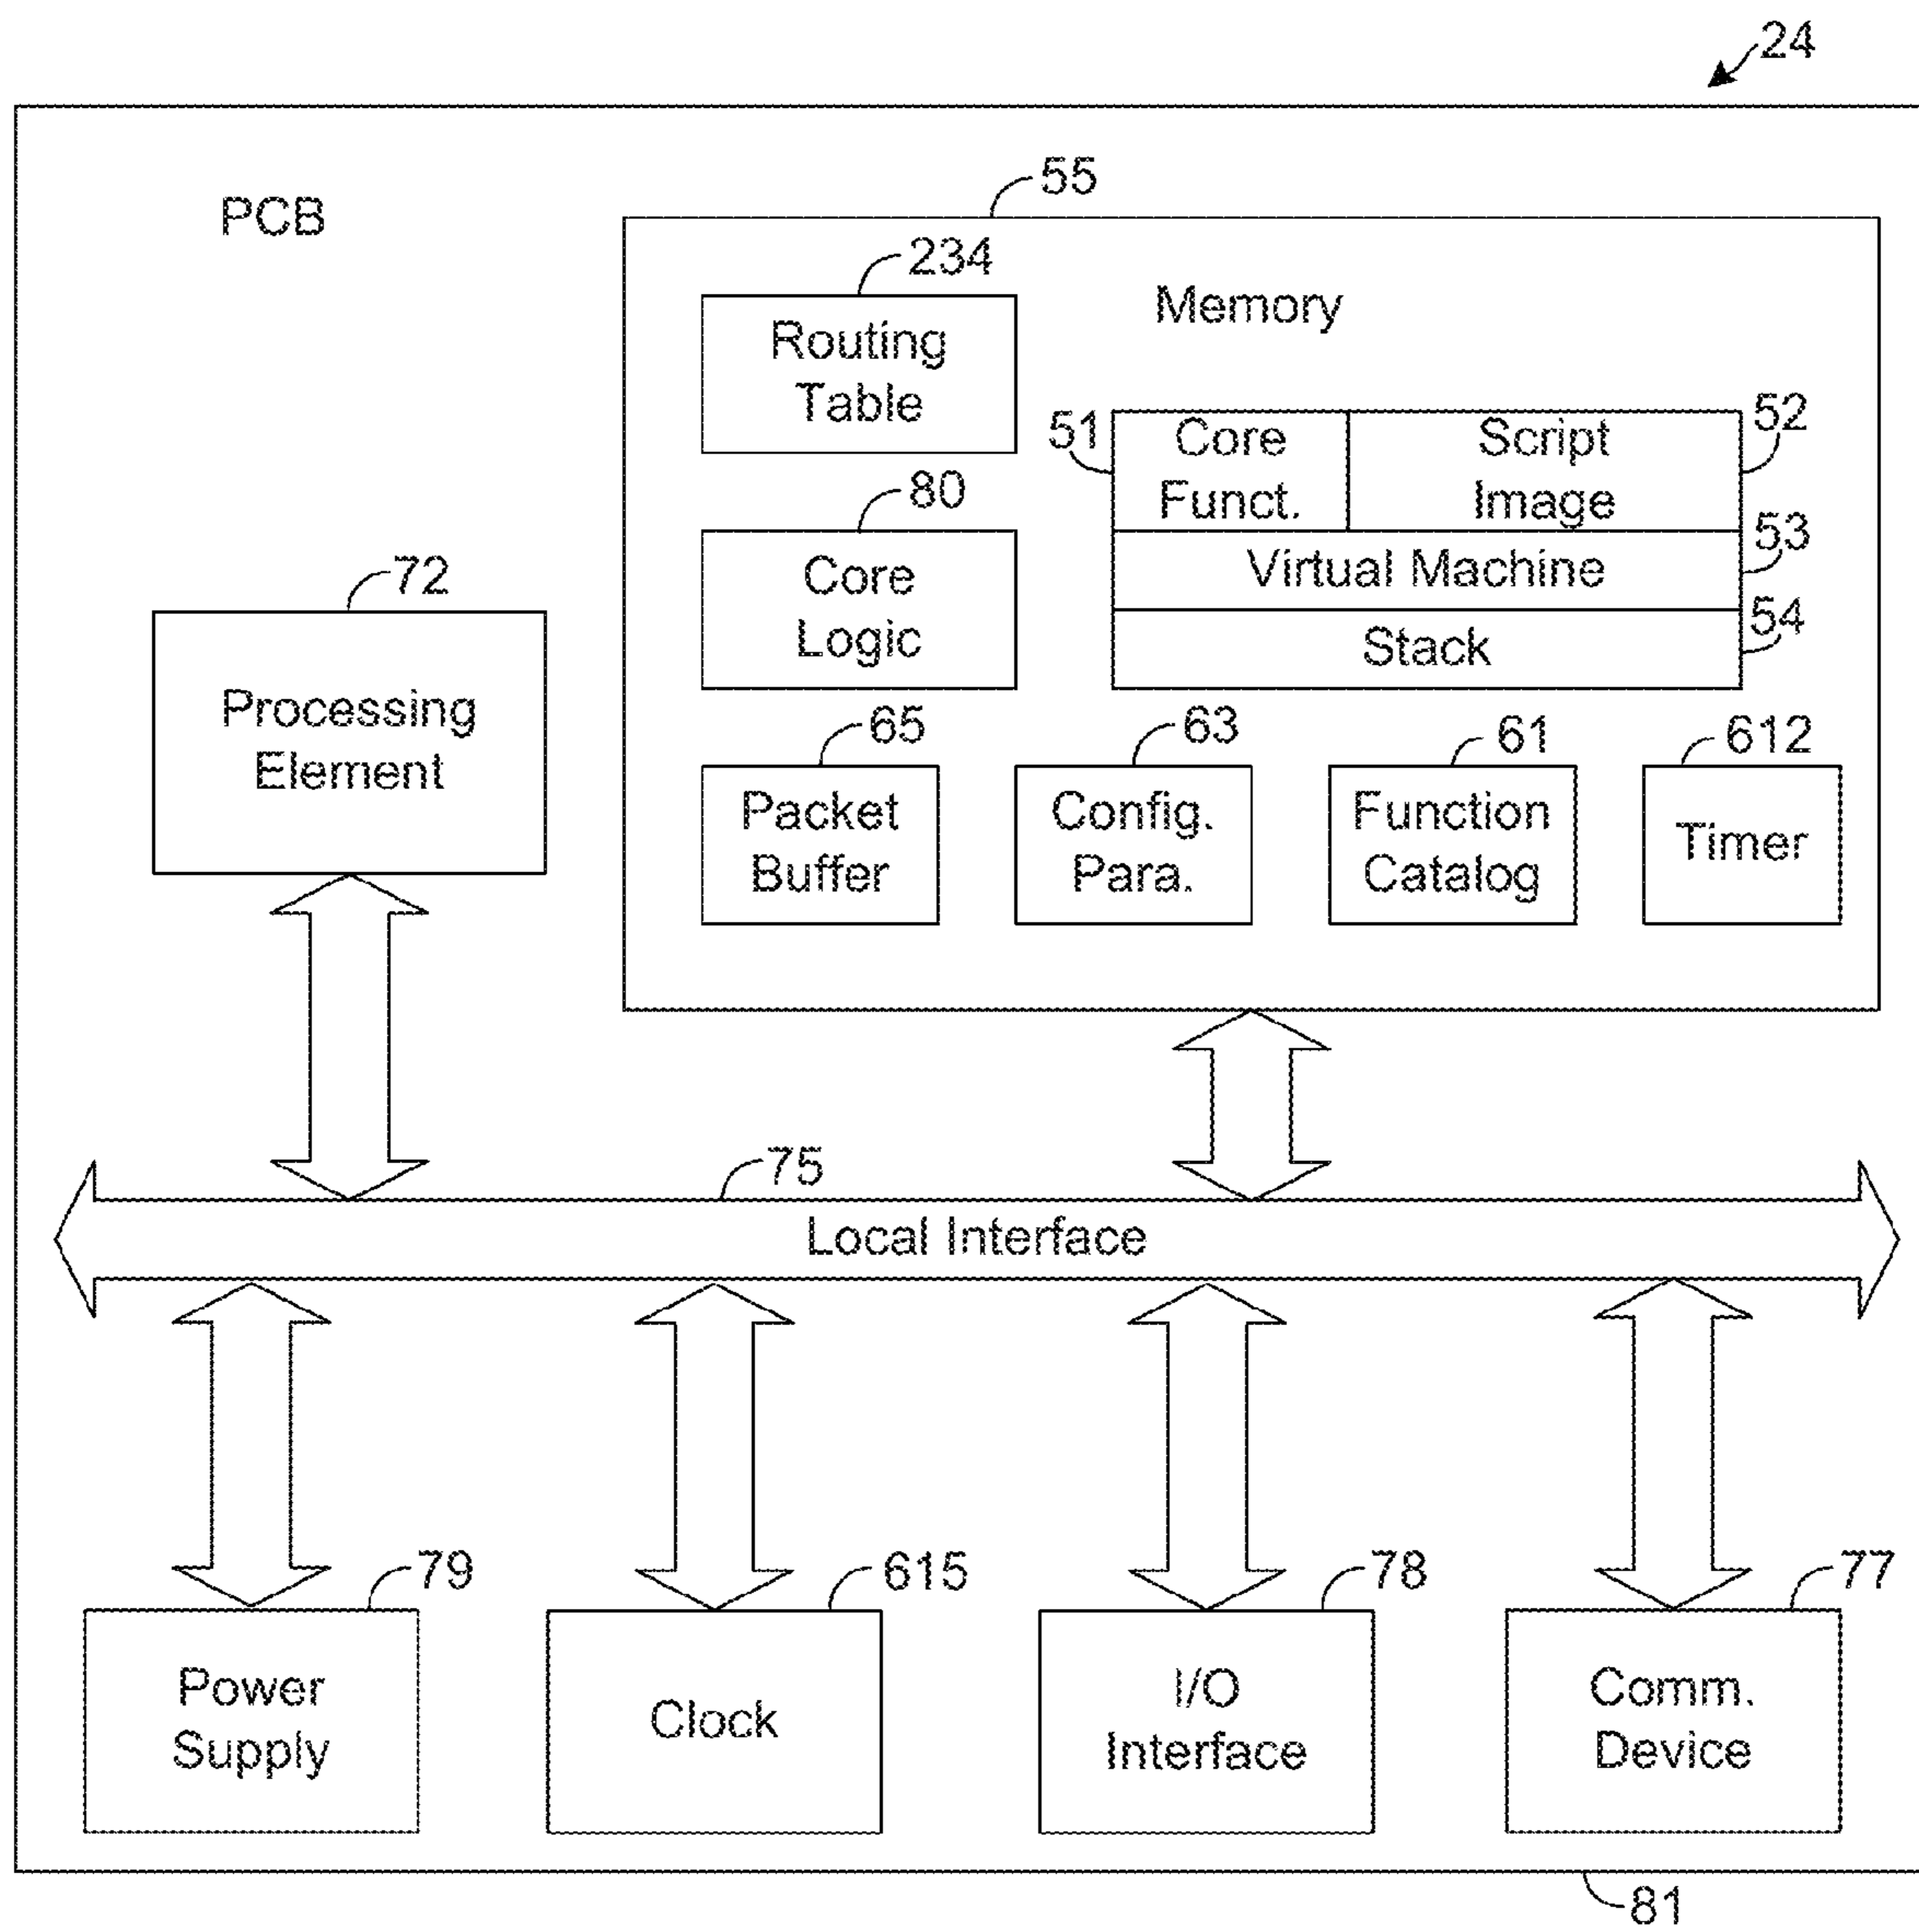 24
PCB
55
234
Memory
Routing
Table
51
Core
Funct.
Script
Image
52
80
Core
Logic
Virtual Machine
53
Stack
54
72
Processing
Element
65
Packet
Buffer
63
Config.
Para.
61
Function
Catalog
612
Timer
75
Local Interface
79
Power
Supply
615
Clock
78
I/O
Interface
77
Comm.
Device
81